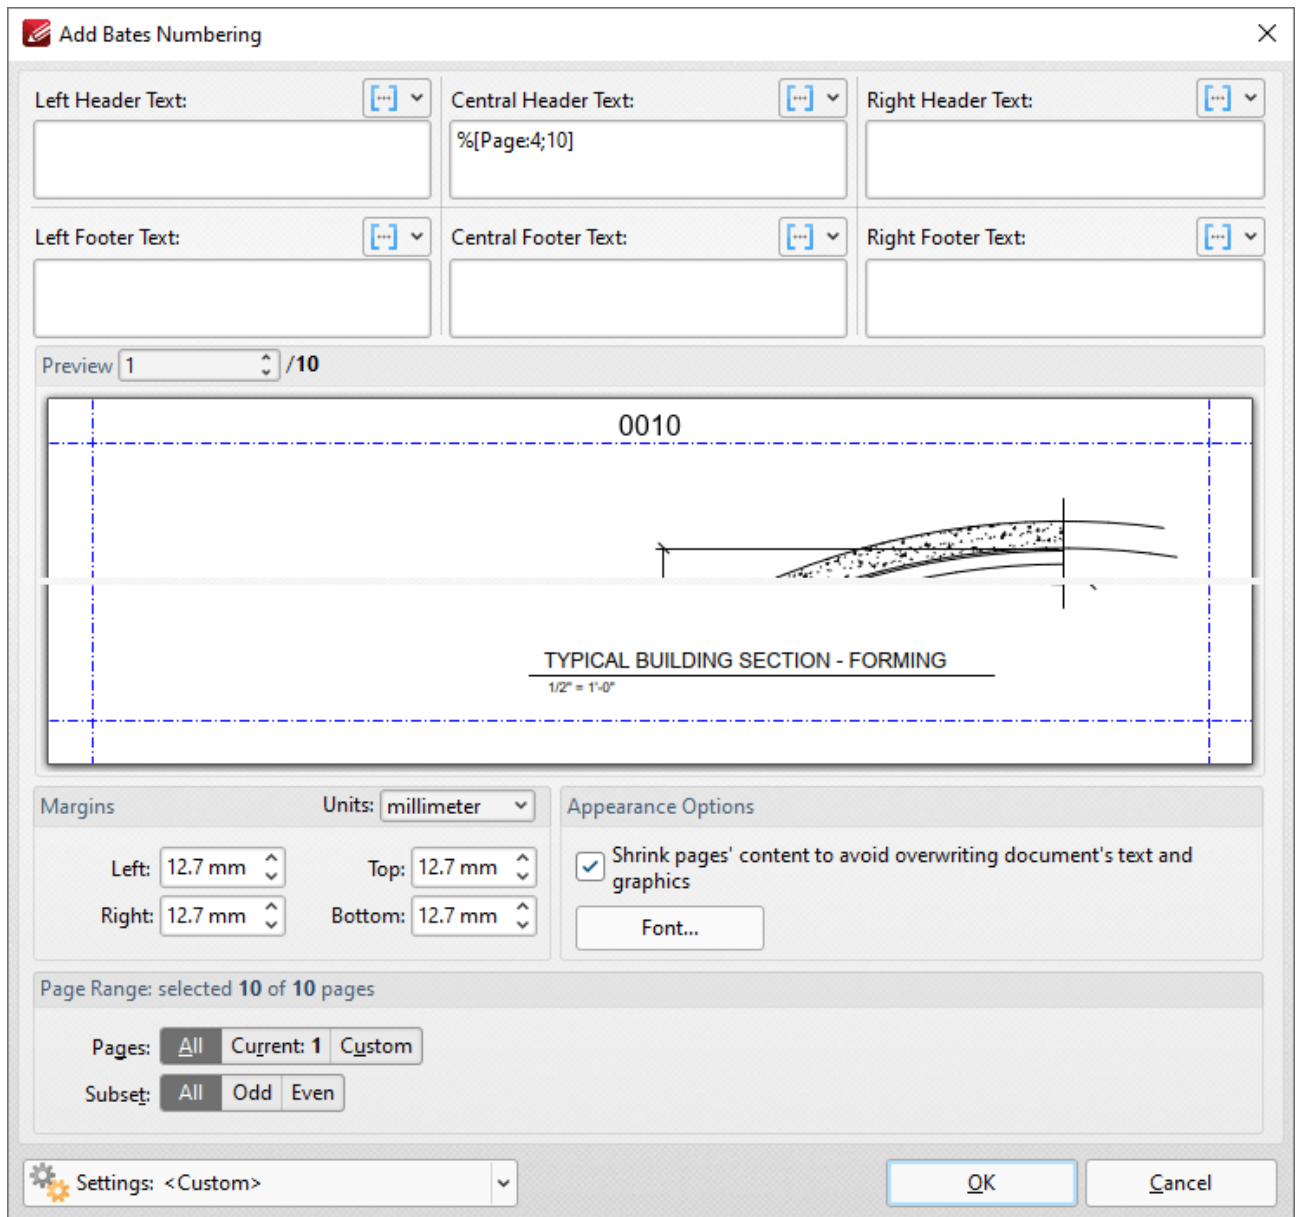 Add Bates Numbering
Left Header Text:
Central Header Text:
Right Header Text:
%[Page:4;10]
Left Footer Text:
Central Footer Text:
Right Footer Text:
Preview 1 /10
0010
TYPICAL BUILDING SECTION - FORMING
1/2" = 1'-0"
Margins
Units: millimeter
Left: 12.7 mm
Top: 12.7 mm
Right: 12.7 mm
Bottom: 12.7 mm
Appearance Options
Shrink pages' content to avoid overwriting document's text and
graphics
Font...
Page Range: selected 10 of 10 pages
Pages: All Current: 1 Custom
Subset: All Odd Even
Settings: <Custom>
OK
Cancel